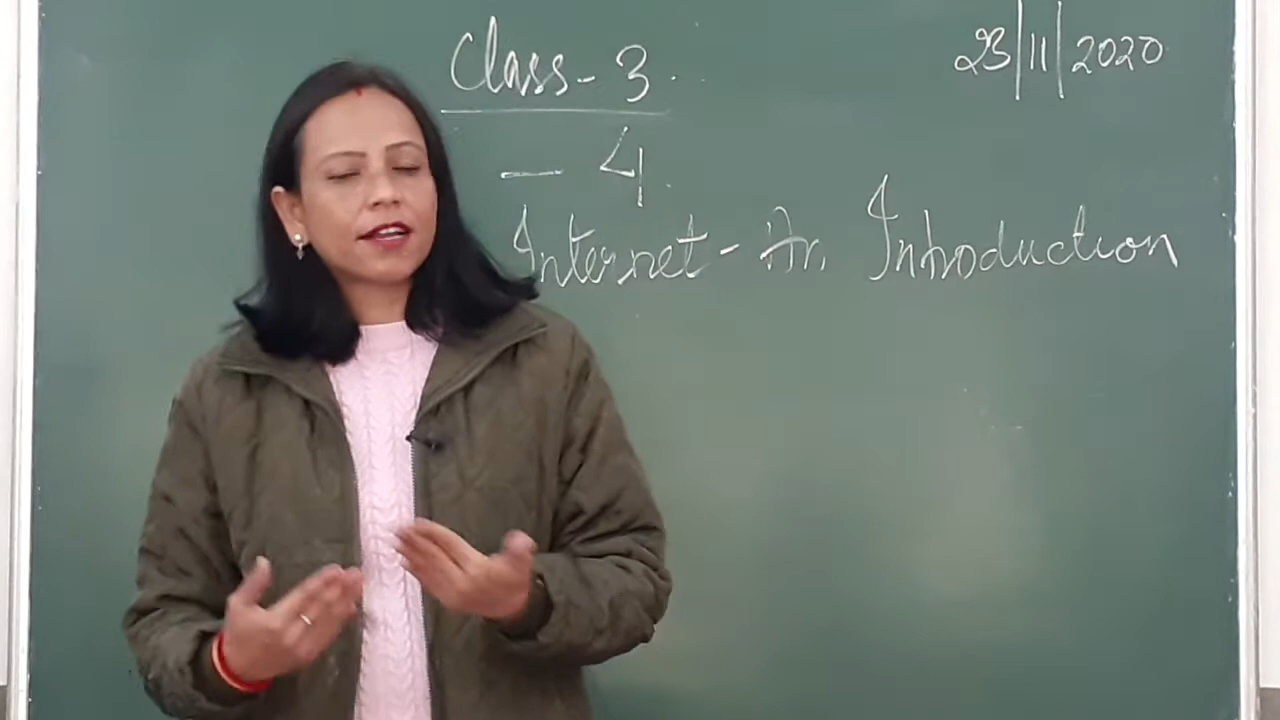 Class-3
23|11|2020
— 4
Internet - An Introduction